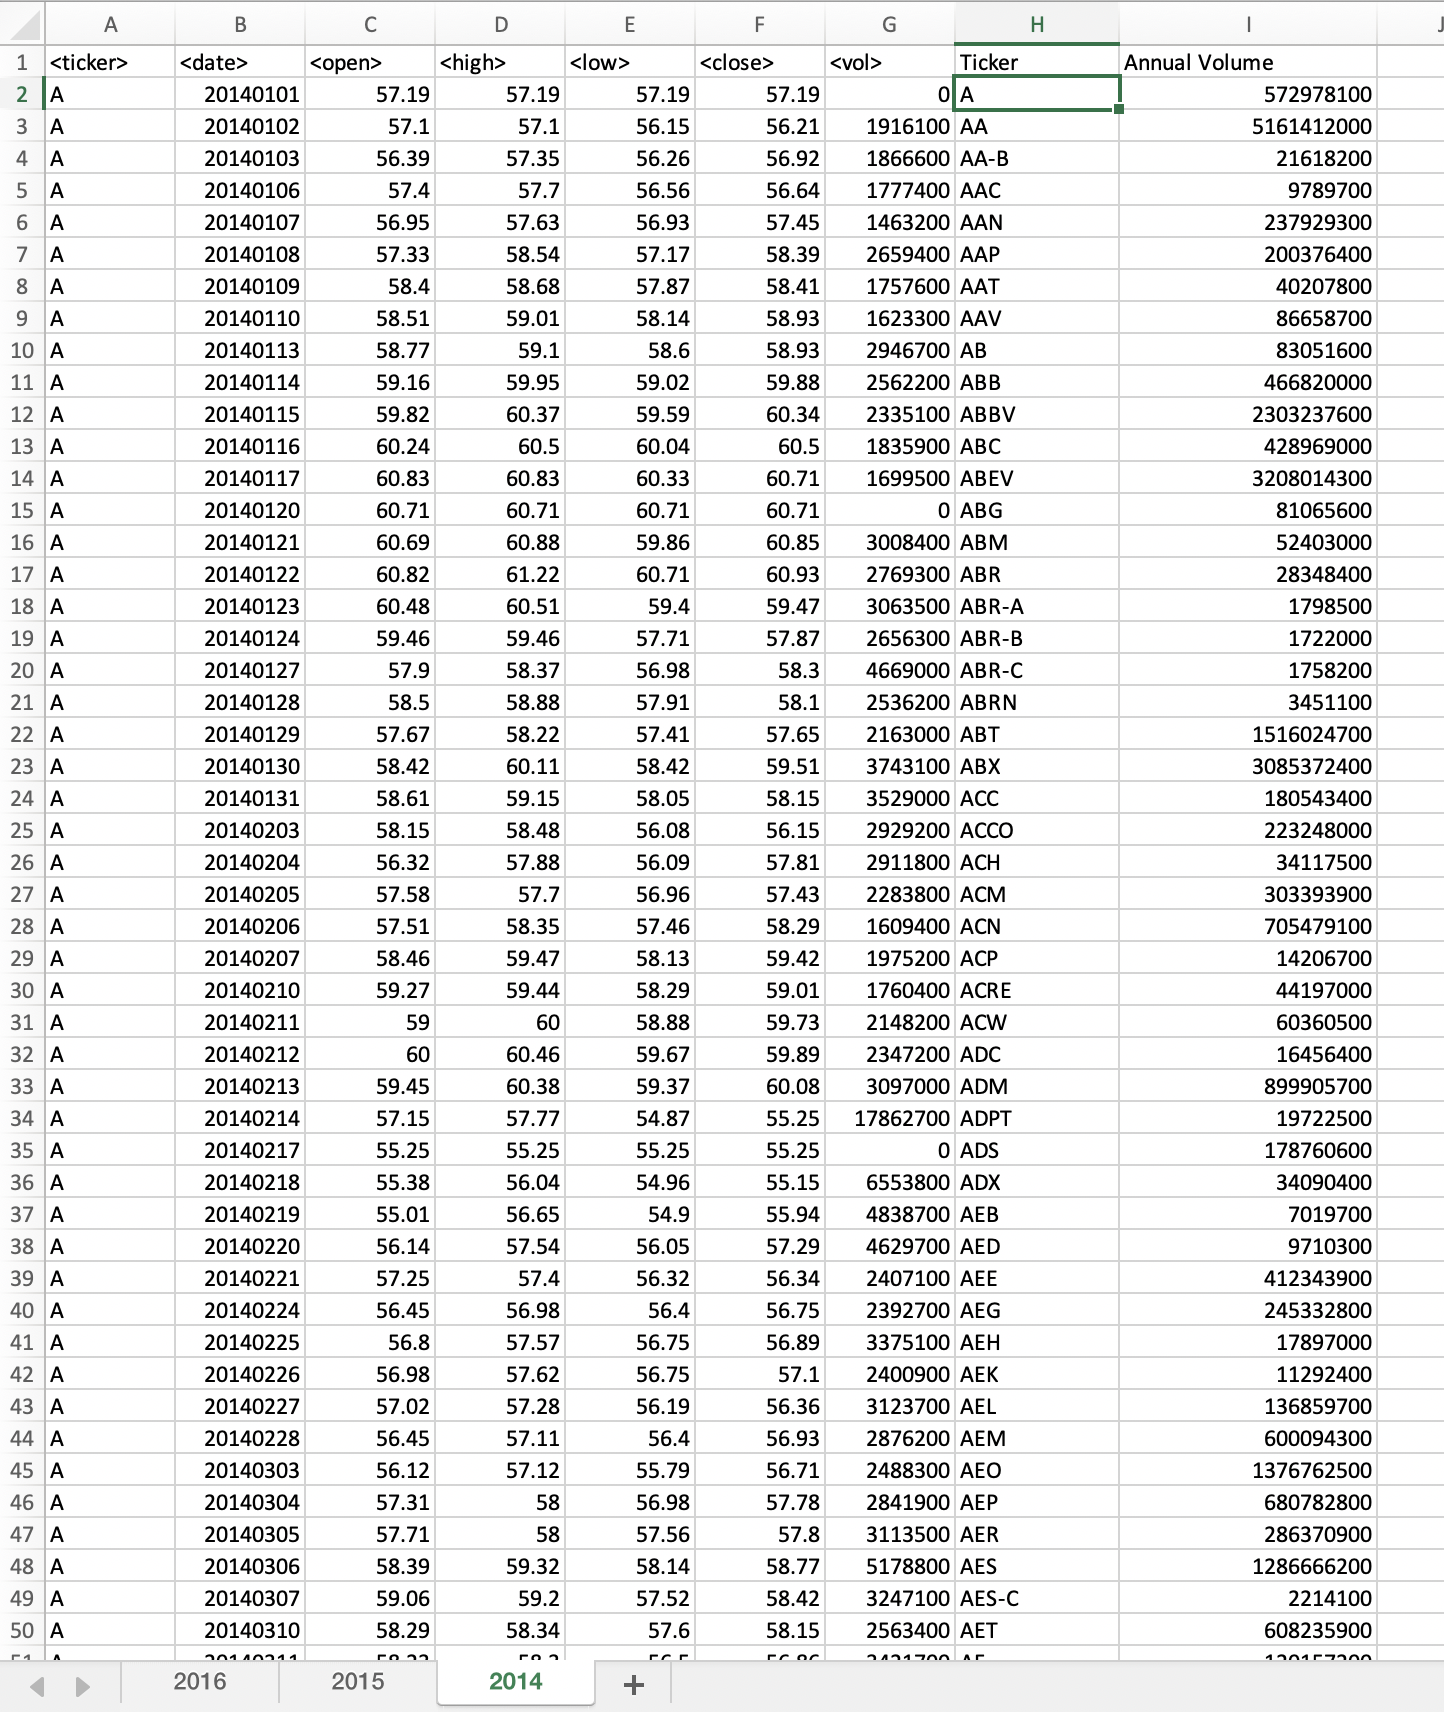 A B C D E F G H I J
1 <ticker> <date> <open> <high> <low> <close> <vol> Ticker Annual Volume
2 A 20140101 57.19 57.19 57.19 57.19 0 A 572978100
3 A 20140102 57.1 57.1 56.15 56.21 1916100 AA 5161412000
4 A 20140103 56.39 57.35 56.26 56.92 1866600 AA-B 21618200
5 A 20140106 57.4 57.7 56.56 56.64 1777400 AAC 9789700
6 A 20140107 56.95 57.63 56.93 57.45 1463200 AAN 237929300
7 A 20140108 57.33 58.54 57.17 58.39 2659400 AAP 200376400
8 A 20140109 58.4 58.68 57.87 58.41 1757600 AAT 40207800
9 A 20140110 58.51 59.01 58.14 58.93 1623300 AAV 86658700
10 A 20140113 58.77 59.1 58.6 58.93 2946700 AB 83051600
11 A 20140114 59.16 59.95 59.02 59.88 2562200 ABB 466820000
12 A 20140115 59.82 60.37 59.59 60.34 2335100 ABBV 2303237600
13 A 20140116 60.24 60.5 60.04 60.5 1835900 ABC 428969000
14 A 20140117 60.83 60.83 60.33 60.71 1699500 ABEV 3208014300
15 A 20140120 60.71 60.71 60.71 60.71 0 ABG 81065600
16 A 20140121 60.69 60.88 59.86 60.85 3008400 ABM 52403000
17 A 20140122 60.82 61.22 60.71 60.93 2769300 ABR 28348400
18 A 20140123 60.48 60.51 59.4 59.47 3063500 ABR-A 1798500
19 A 20140124 59.46 59.46 57.71 57.87 2656300 ABR-B 1722000
20 A 20140127 57.9 58.37 56.98 58.3 4669000 ABR-C 1758200
21 A 20140128 58.5 58.88 57.91 58.1 2536200 ABRN 3451100
22 A 20140129 57.67 58.22 57.41 57.65 2163000 ABT 1516024700
23 A 20140130 58.42 60.11 58.42 59.51 3743100 ABX 3085372400
24 A 20140131 58.61 59.15 58.05 58.15 3529000 ACC 180543400
25 A 20140203 58.15 58.48 56.08 56.15 2929200 ACCO 223248000
26 A 20140204 56.32 57.88 56.09 57.81 2911800 ACH 34117500
27 A 20140205 57.58 57.7 56.96 57.43 2283800 ACM 303393900
28 A 20140206 57.51 58.35 57.46 58.29 1609400 ACN 705479100
29 A 20140207 58.46 59.47 58.13 59.42 1975200 ACP 14206700
30 A 20140210 59.27 59.44 58.29 59.01 1760400 ACRE 44197000
31 A 20140211 59 60 58.88 59.73 2148200 ACW 60360500
32 A 20140212 60 60.46 59.67 59.89 2347200 ADC 16456400
33 A 20140213 59.45 60.38 59.37 60.08 3097000 ADM 899905700
34 A 20140214 57.15 57.77 54.87 55.25 17862700 ADPT 19722500
35 A 20140217 55.25 55.25 55.25 55.25 0 ADS 178760600
36 A 20140218 55.38 56.04 54.96 55.15 6553800 ADX 34090400
37 A 20140219 55.01 56.65 54.9 55.94 4838700 AEB 7019700
38 A 20140220 56.14 57.54 56.05 57.29 4629700 AED 9710300
39 A 20140221 57.25 57.4 56.32 56.34 2407100 AEE 412343900
40 A 20140224 56.45 56.98 56.4 56.75 2392700 AEG 245332800
41 A 20140225 56.8 57.57 56.75 56.89 3375100 AEH 17897000
42 A 20140226 56.98 57.62 56.75 57.1 2400900 AEK 11292400
43 A 20140227 57.02 57.28 56.19 56.36 3123700 AEL 136859700
44 A 20140228 56.45 57.11 56.4 56.93 2876200 AEM 600094300
45 A 20140303 56.12 57.12 55.79 56.71 2488300 AEO 1376762500
46 A 20140304 57.31 58 56.98 57.78 2841900 AEP 680782800
47 A 20140305 57.71 58 57.56 57.8 3113500 AER 286370900
48 A 20140306 58.39 59.32 58.14 58.77 5178800 AES 1286666200
49 A 20140307 59.06 59.2 57.52 58.42 3247100 AES-C 2214100
50 A 20140310 58.29 58.34 57.6 58.15 2563400 AET 608235900
2016 2015 2014 +